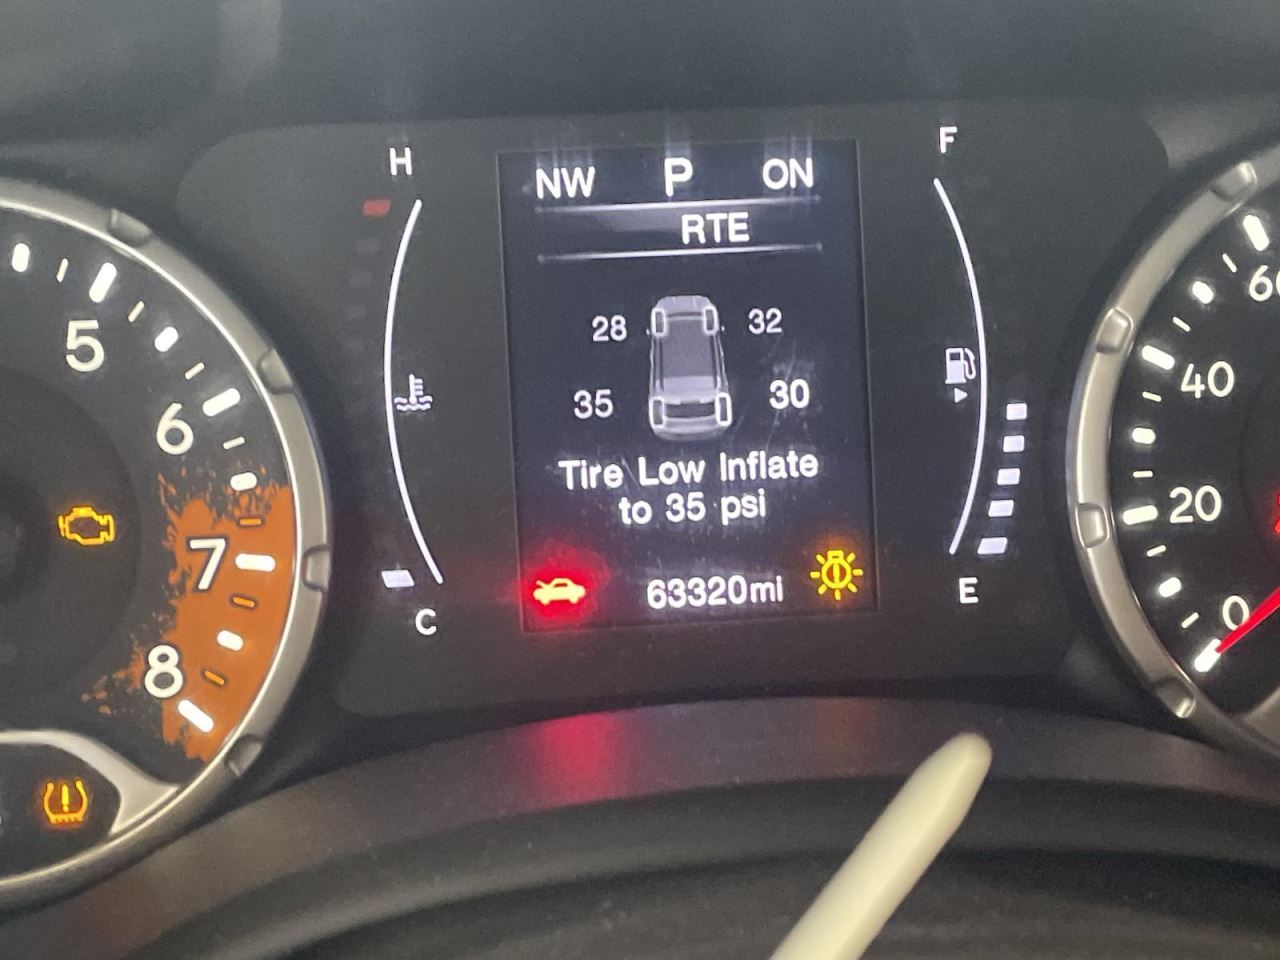 H
F
NW P ON
RTE
28 32
35 30
Tire Low Inflate
to 35 psi
63320mi
C
E
5
6
7
8
40
20
0